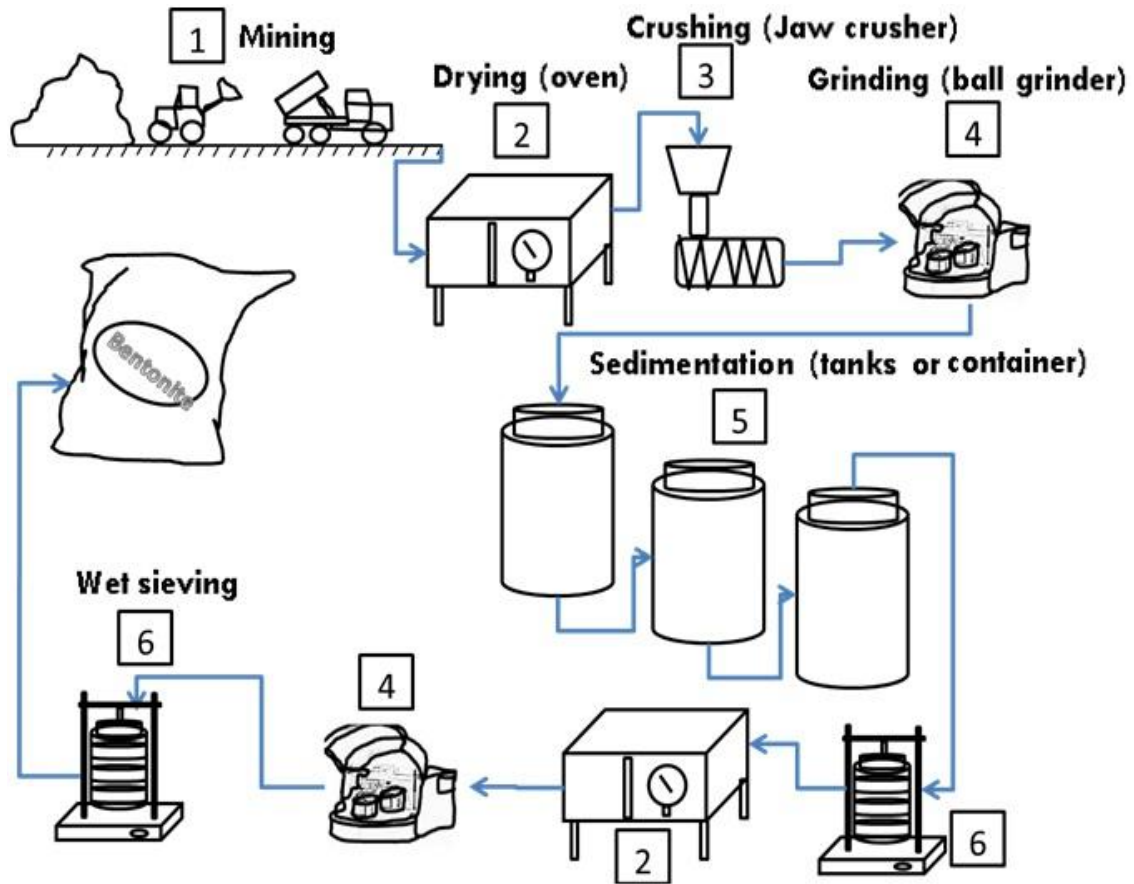 1 Mining
Crushing (Jaw crusher)
3
Drying (oven)
2
Grinding (ball grinder)
4
Bentonite
Sedimentation (tanks or container)
5
Wet sieving
6
4
2
6